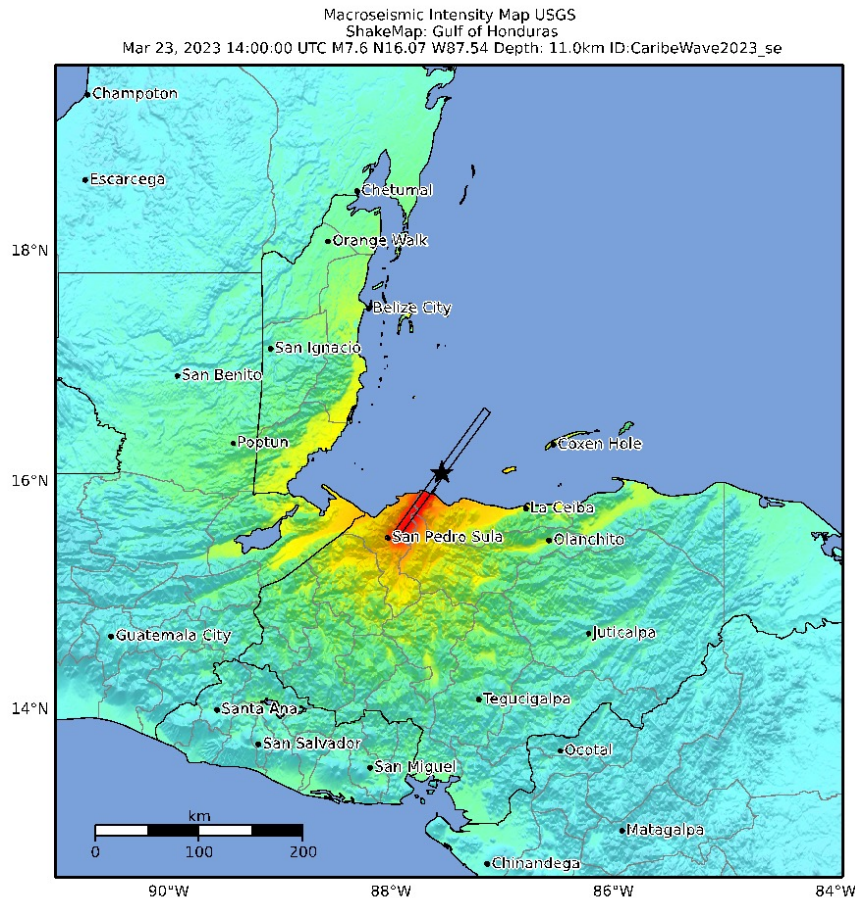 Macroseismic Intensity Map USGS
ShakeMap: Gulf of Honduras
Mar 23, 2023 14:00:00 UTC M7.6 N16.07 W87.54 Depth: 11.0km ID:CaribeWave2023_se
Champoton
Escarcega
Chetumal
Orange Walk
18°N
Belize City
San Ignacio
San Benito
Poptun
Coxen Hole
16°N
La Ceiba
San Pedro Sula
Olanchito
Guatemala City
Juticalpa
Tegucigalpa
14°N
Santa Ana
San Salvador
Ocotal
San Miguel
km
0 100 200
Matagalpa
Chinandega
90°W 88°W 86°W 84°W